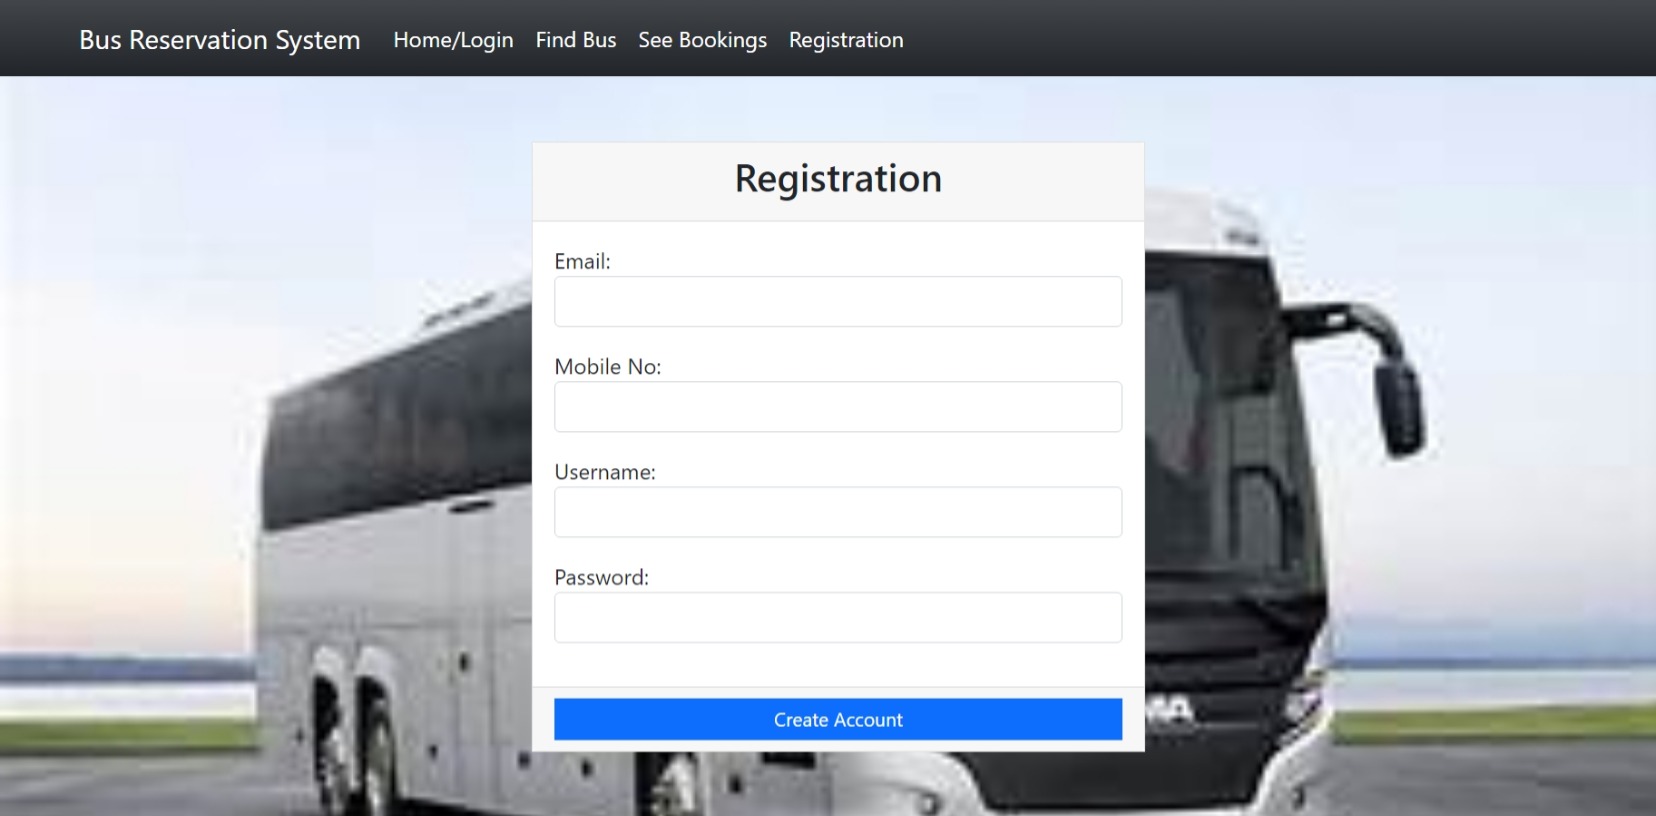 Bus Reservation System Home/Login Find Bus See Bookings Registration
Registration
Email:
Mobile No:
Username:
Password:
Create Account